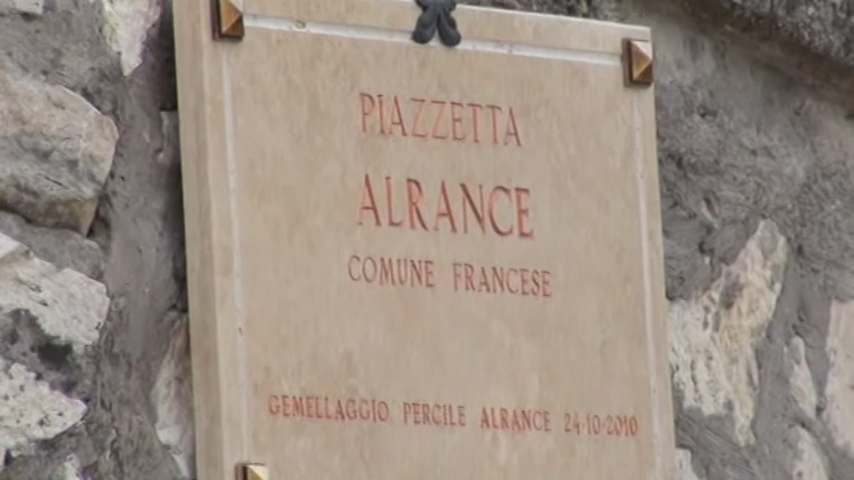 PIAZZETTA
ALRANCE
COMUNE FRANCESE
GEMELLAGGIO PERCILE ALRANCE 24·10·2010